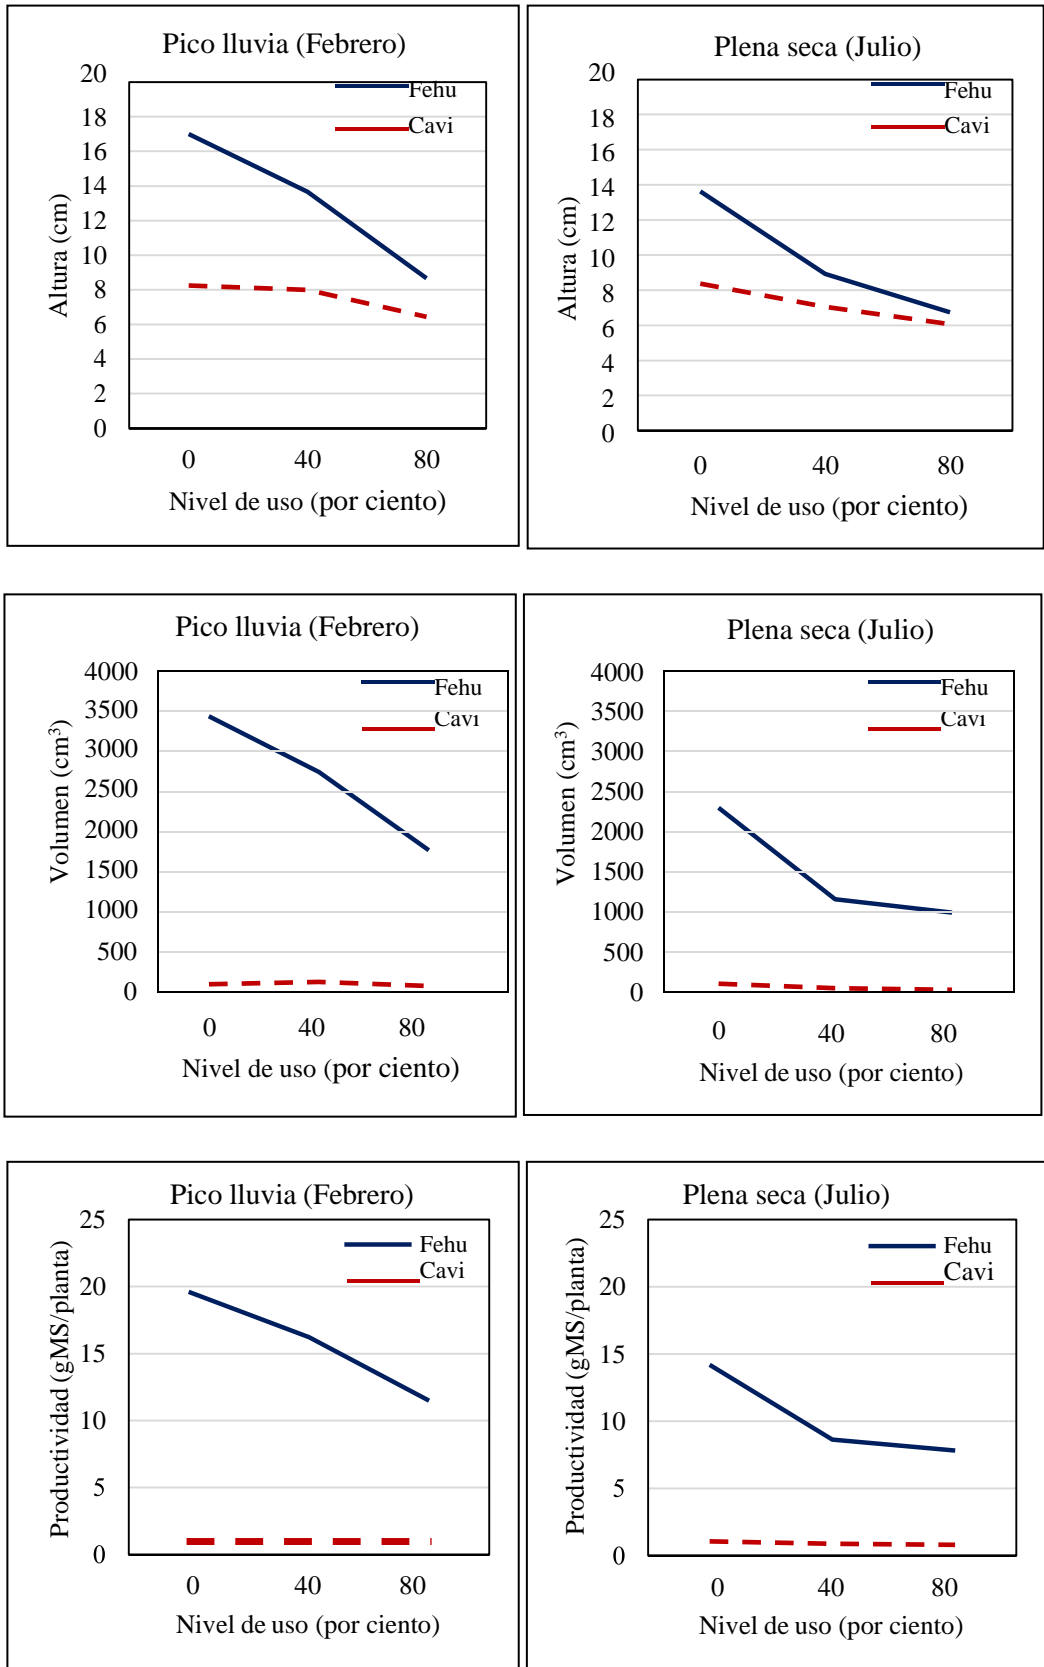 Pico lluvia (Febrero)
20
18
16
14
12
10
8
6
4
2
0
Altura (cm)
Fehu
Cavi
0 40 80
Nivel de uso (por ciento)
Plena seca (Julio)
20
18
16
14
12
10
8
6
4
2
0
Altura (cm)
Fehu
Cavi
0 40 80
Nivel de uso (por ciento)
Pico lluvia (Febrero)
4000
3500
3000
2500
2000
1500
1000
500
0
Volumen (cm³)
Fehu
Cavi
0 40 80
Nivel de uso (por ciento)
Plena seca (Julio)
4000
3500
3000
2500
2000
1500
1000
500
0
Volumen (cm³)
Fehu
Cavi
0 40 80
Nivel de uso (por ciento)
Pico lluvia (Febrero)
25
20
15
10
5
0
Productividad (gMS/planta)
Fehu
Cavi
0 40 80
Nivel de uso (por ciento)
Plena seca (Julio)
25
20
15
10
5
0
Productividad (gMS/planta)
Fehu
Cavi
0 40 80
Nivel de uso (por ciento)